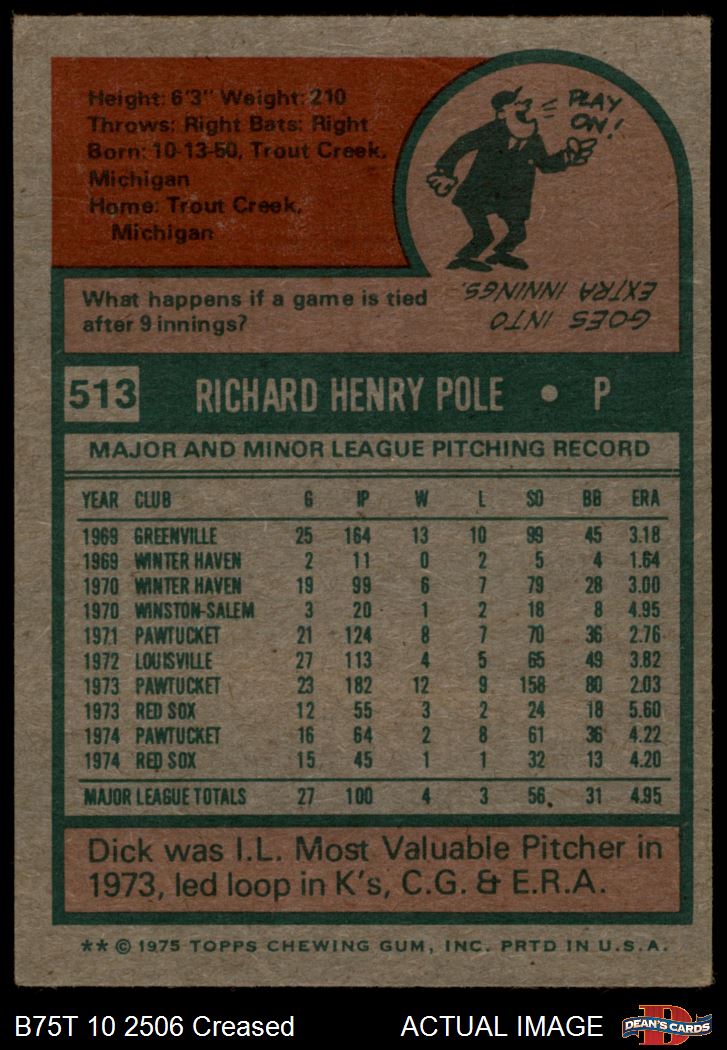 Height: 6'3" Weight: 210
Throws: Right Bats: Right
Born: 10-13-50, Trout Creek,
Michigan
Home: Trout Creek,
Michigan
PLAY
ON!
What happens if a game is tied
after 9 innings?
GOES INTO
EXTRA INNINGS.
513 RICHARD HENRY POLE • P
MAJOR AND MINOR LEAGUE PITCHING RECORD
YEAR CLUB G IP W L SO BB ERA
1969 GREENVILLE 25 164 13 10 99 45 3.18
1969 WINTER HAVEN 2 11 0 2 5 4 1.64
1970 WINTER HAVEN 19 99 6 7 79 28 3.00
1970 WINSTON-SALEM 3 20 1 2 18 8 4.95
1971 PAWTUCKET 21 124 8 7 70 36 2.76
1972 LOUISVILLE 27 113 4 5 65 49 3.82
1973 PAWTUCKET 23 182 12 9 158 80 2.03
1973 RED SOX 12 55 3 2 24 18 5.60
1974 PAWTUCKET 16 64 2 8 61 36 4.22
1974 RED SOX 15 45 1 1 32 13 4.20
MAJOR LEAGUE TOTALS 27 100 4 3 56 31 4.95
Dick was I.L. Most Valuable Pitcher in
1973, led loop in K's, C.G. & E.R.A.
** © 1975 TOPPS CHEWING GUM, INC. PRTD IN U.S.A.
B75T 10 2506 Creased ACTUAL IMAGE
D
DEAN'S CARDS